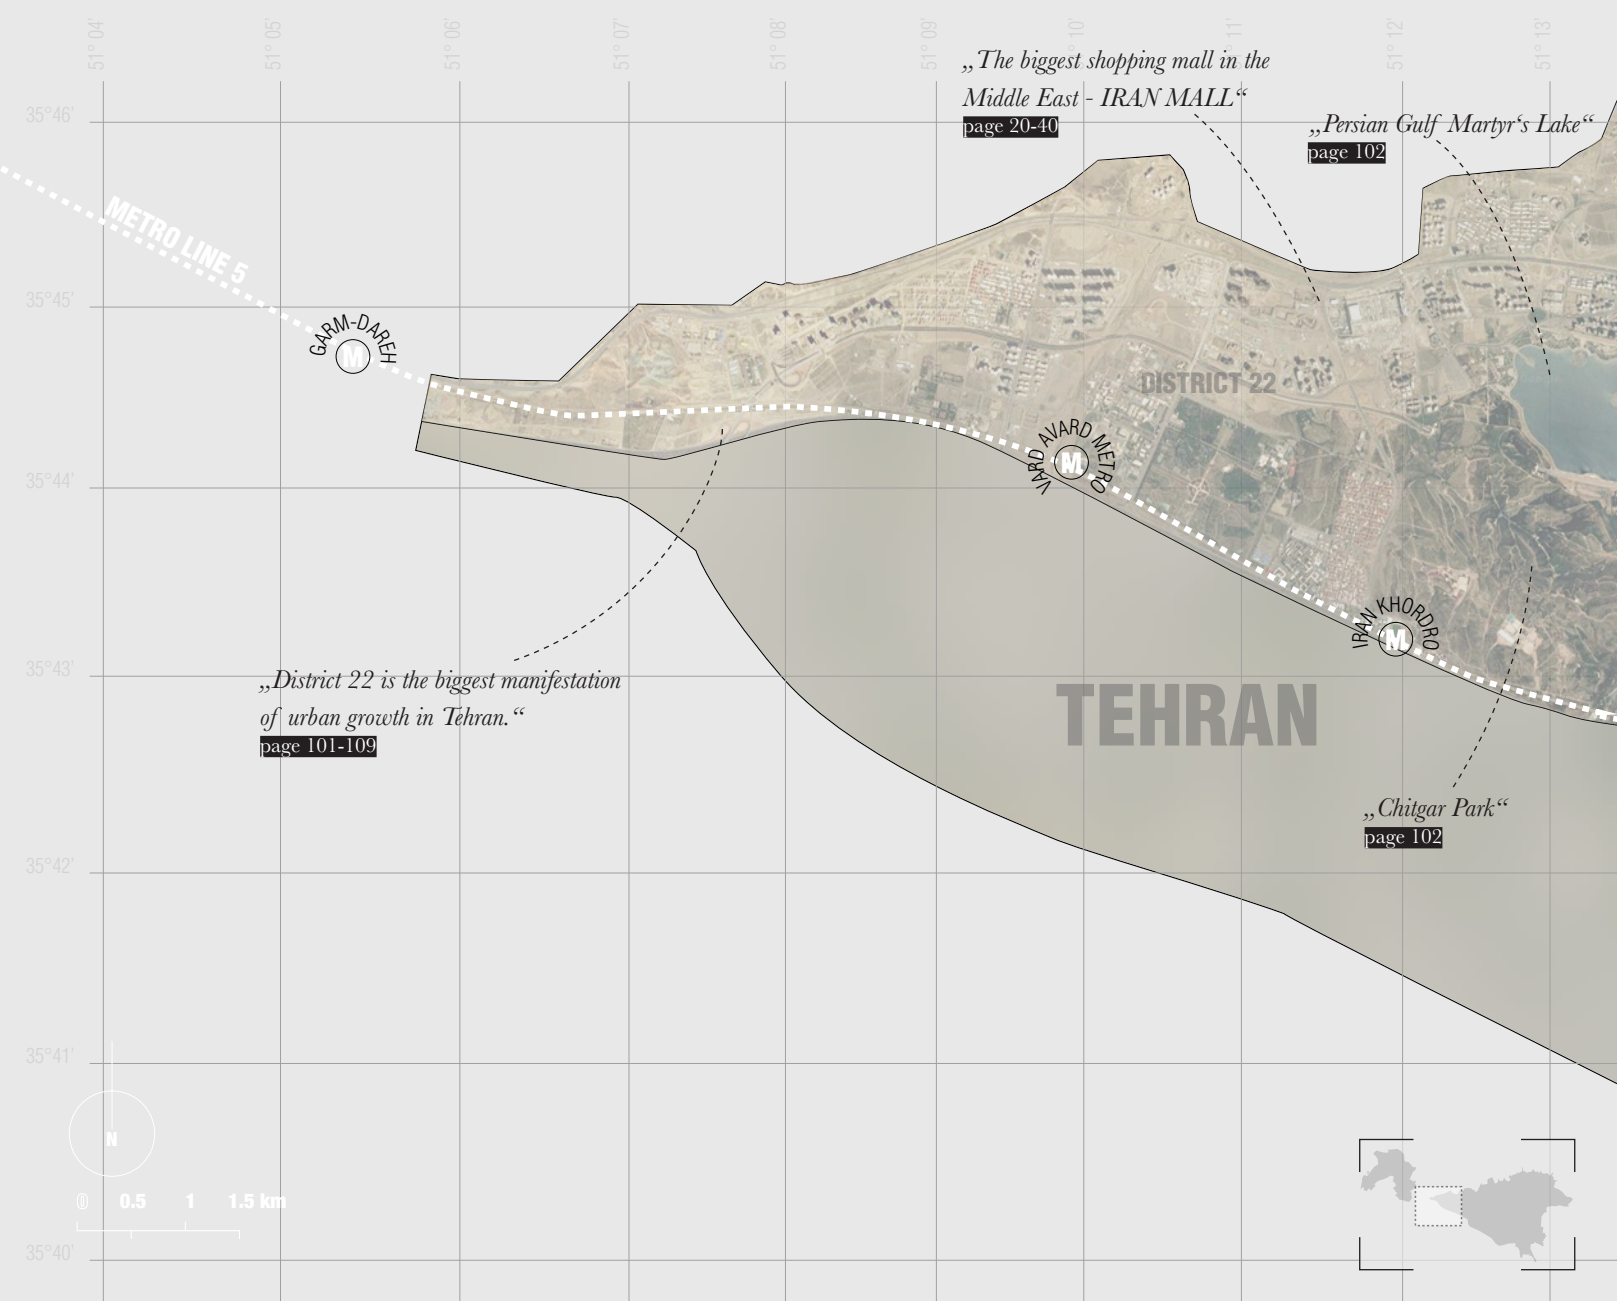 51° 04'
51° 05'
51° 06'
51° 07'
51° 08'
51° 09'
51° 10'
51° 11'
51° 12'
51° 13'
„The biggest shopping mall in the
Middle East - IRAN MALL“
page 20-40
„Persian Gulf Martyr‘s Lake“
page 102
35°46'
METRO LINE 5
35°45'
GARM-DAREH
M
DISTRICT 22
VARD AVARD METRO
M
35°44'
IRAN KHORDRO
M
35°43'
„District 22 is the biggest manifestation
of urban growth in Tehran.“
page 101-109
TEHRAN
„Chitgar Park“
page 102
35°42'
35°41'
N
0 0.5 1 1.5 km
35°40'